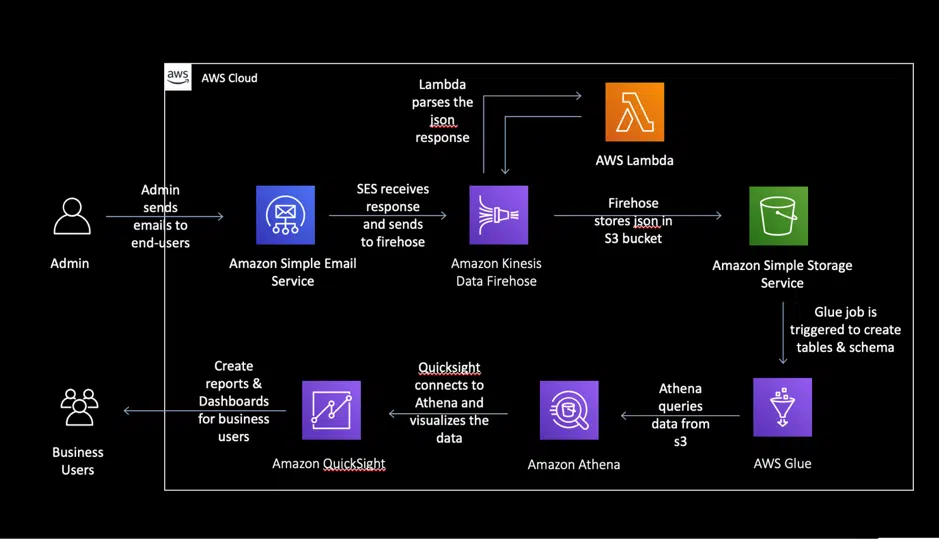 aws
AWS Cloud
Lambda
parses the
json
response
AWS Lambda
Admin
sends
emails to
end-users
SES receives
response
and sends
to firehose
Firehose
stores json in
S3 bucket
Admin
Amazon Simple Email
Service
Amazon Kinesis
Data Firehose
Amazon Simple Storage
Service
Glue job is
triggered to create
tables & schema
Create
reports &
Dashboards
for business
users
Quicksight
connects to
Athena and
visualizes the
data
Athena
queries
data from
s3
Business
Users
Amazon QuickSight
Amazon Athena
AWS Glue